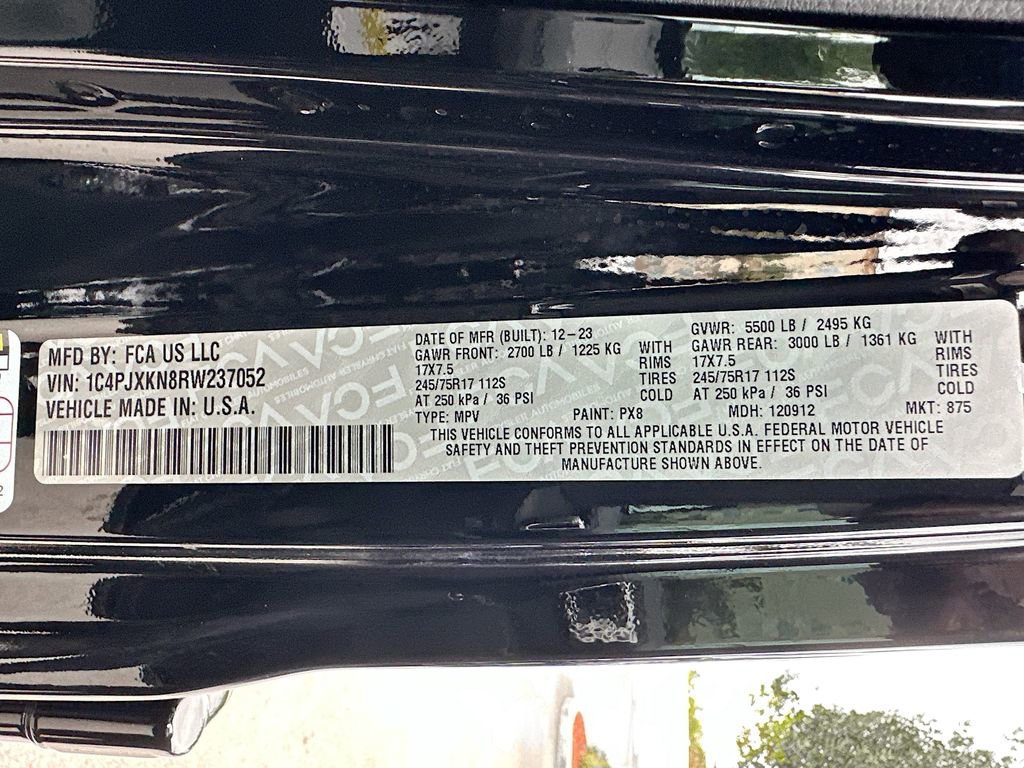 MFD BY: FCA US LLC
VIN: 1C4PJXKN8RW237052
VEHICLE MADE IN: U.S.A.
DATE OF MFR (BUILT): 12-23
GAWR FRONT: 2700 LB / 1225 KG WITH
17X7.5 RIMS
245/75R17 112S TIRES
AT 250 kPa / 36 PSI COLD
GVWR: 5500 LB / 2495 KG
GAWR REAR: 3000 LB / 1361 KG WITH
17X7.5 RIMS
245/75R17 112S TIRES
AT 250 kPa / 36 PSI COLD
TYPE: MPV PAINT: PX8 MDH: 120912 MKT: 875
THIS VEHICLE CONFORMS TO ALL APPLICABLE U.S.A. FEDERAL MOTOR VEHICLE
SAFETY AND THEFT PREVENTION STANDARDS IN EFFECT ON THE DATE OF
MANUFACTURE SHOWN ABOVE.